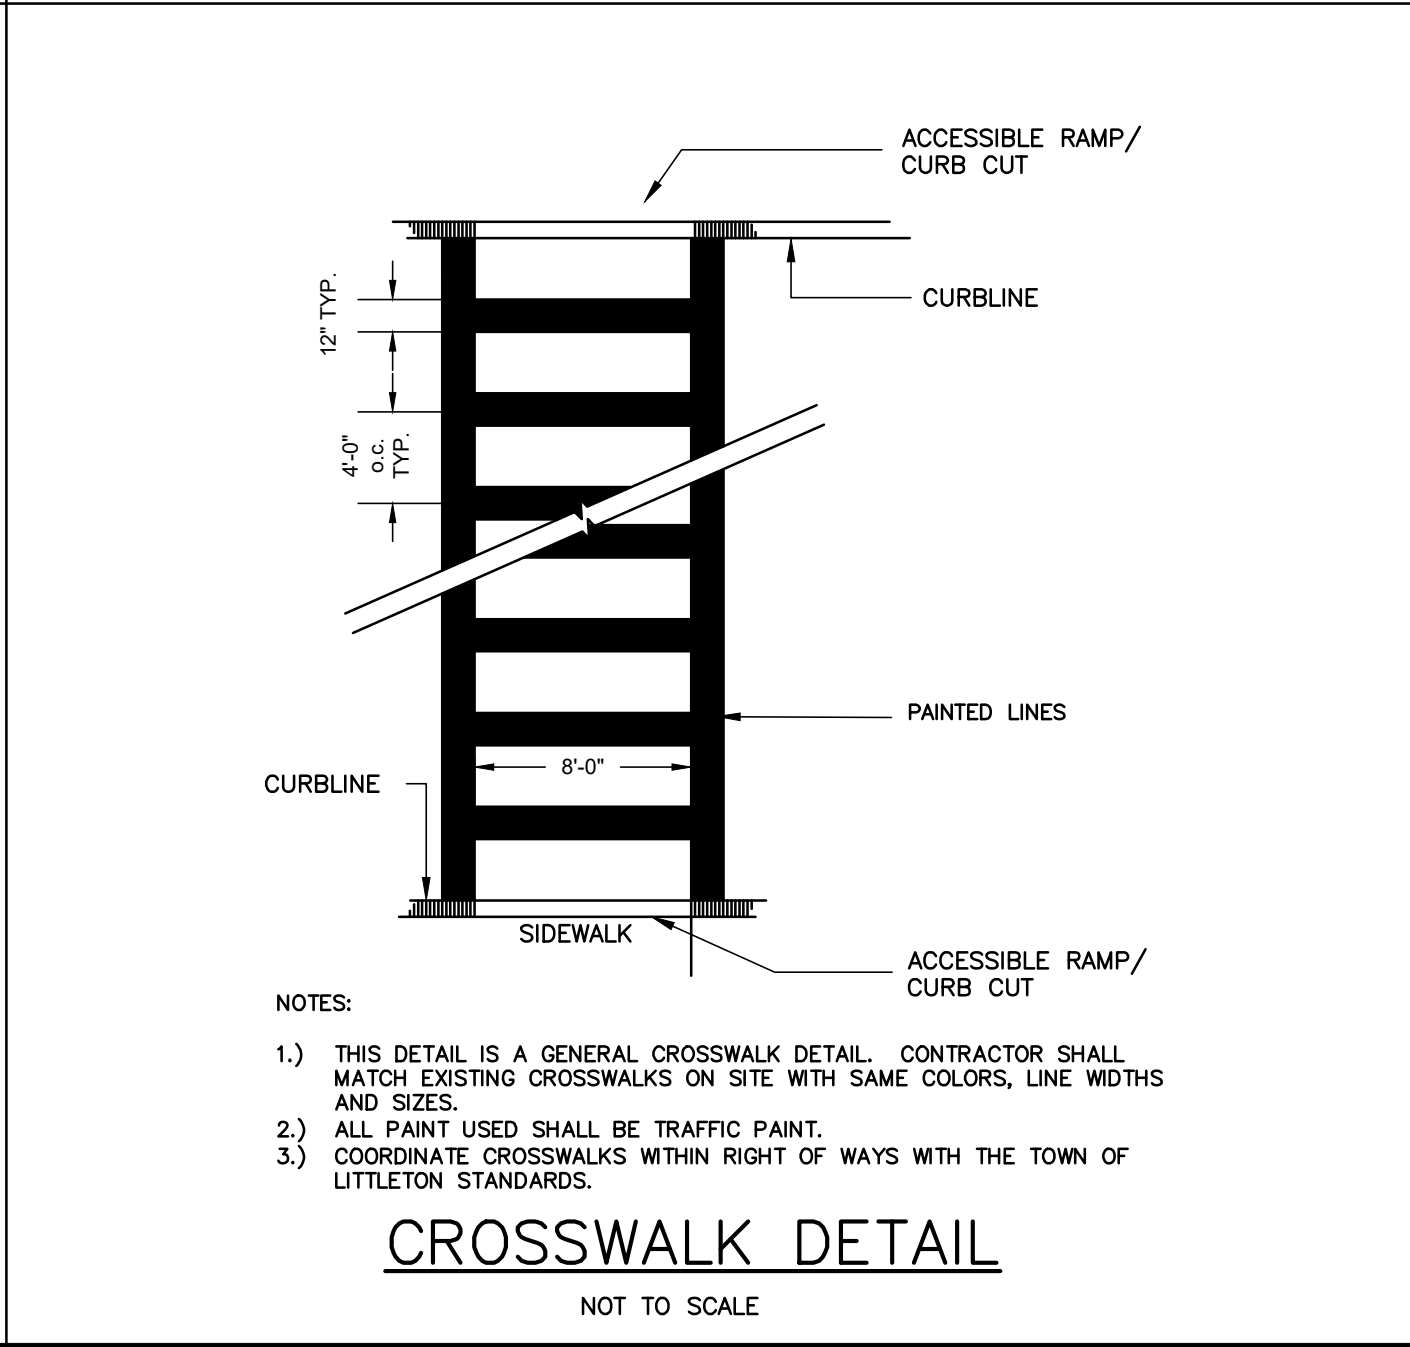 ACCESSIBLE RAMP/
CURB CUT
12" TYP.
CURBLINE
4'-0"
o.c.
TYP.
PAINTED LINES
8'-0"
CURBLINE
SIDEWALK
ACCESSIBLE RAMP/
CURB CUT
NOTES:
1.) THIS DETAIL IS A GENERAL CROSSWALK DETAIL. CONTRACTOR SHALL
MATCH EXISTING CROSSWALKS ON SITE WITH SAME COLORS, LINE WIDTHS
AND SIZES.
2.) ALL PAINT USED SHALL BE TRAFFIC PAINT.
3.) COORDINATE CROSSWALKS WITHIN RIGHT OF WAYS WITH THE TOWN OF
LITTLETON STANDARDS.
CROSSWALK DETAIL
NOT TO SCALE